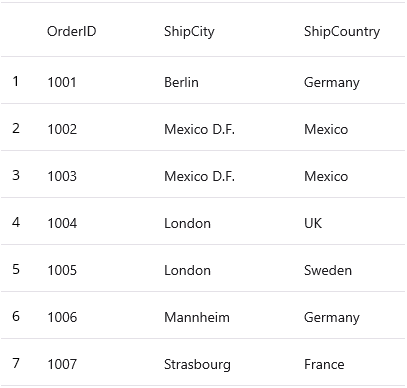 OrderID ShipCity ShipCountry
1 1001 Berlin Germany
2 1002 Mexico D.F. Mexico
3 1003 Mexico D.F. Mexico
4 1004 London UK
5 1005 London Sweden
6 1006 Mannheim Germany
7 1007 Strasbourg France